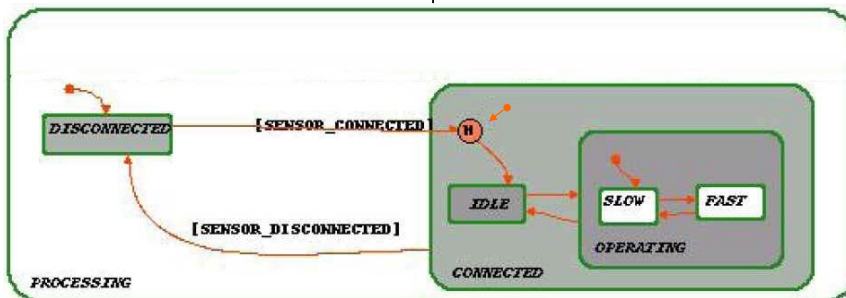 DISCONNECTED
[SENSOR_CONNECTED]
H
IDLE
SLOW
FAST
[SENSOR_DISCONNECTED]
OPERATING
CONNECTED
PROCESSING